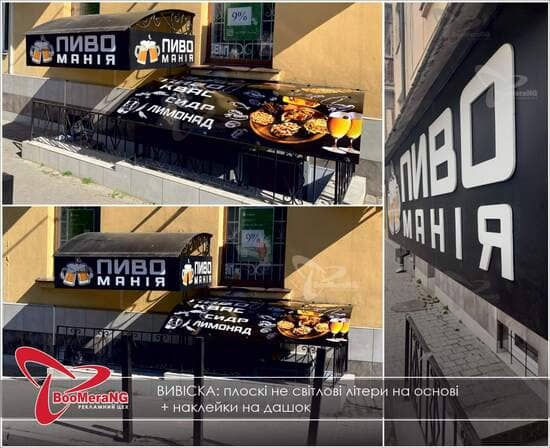 9%
ПИВО
МАНІЯ
ПИВО
МАНІЯ
КВАС
СИДР
ЛИМОНАД
ПИВО
МАНІЯ
9%
ПИВО
МАНІЯ
ПИВО
МАНІЯ
КВАС
СИДР
ЛИМОНАД
BooMeraNG
РЕКЛАМНИЙ ЦЕХ
ВИВІСКА: плоскі не світлові літери на основі
+ наклейки на дашок